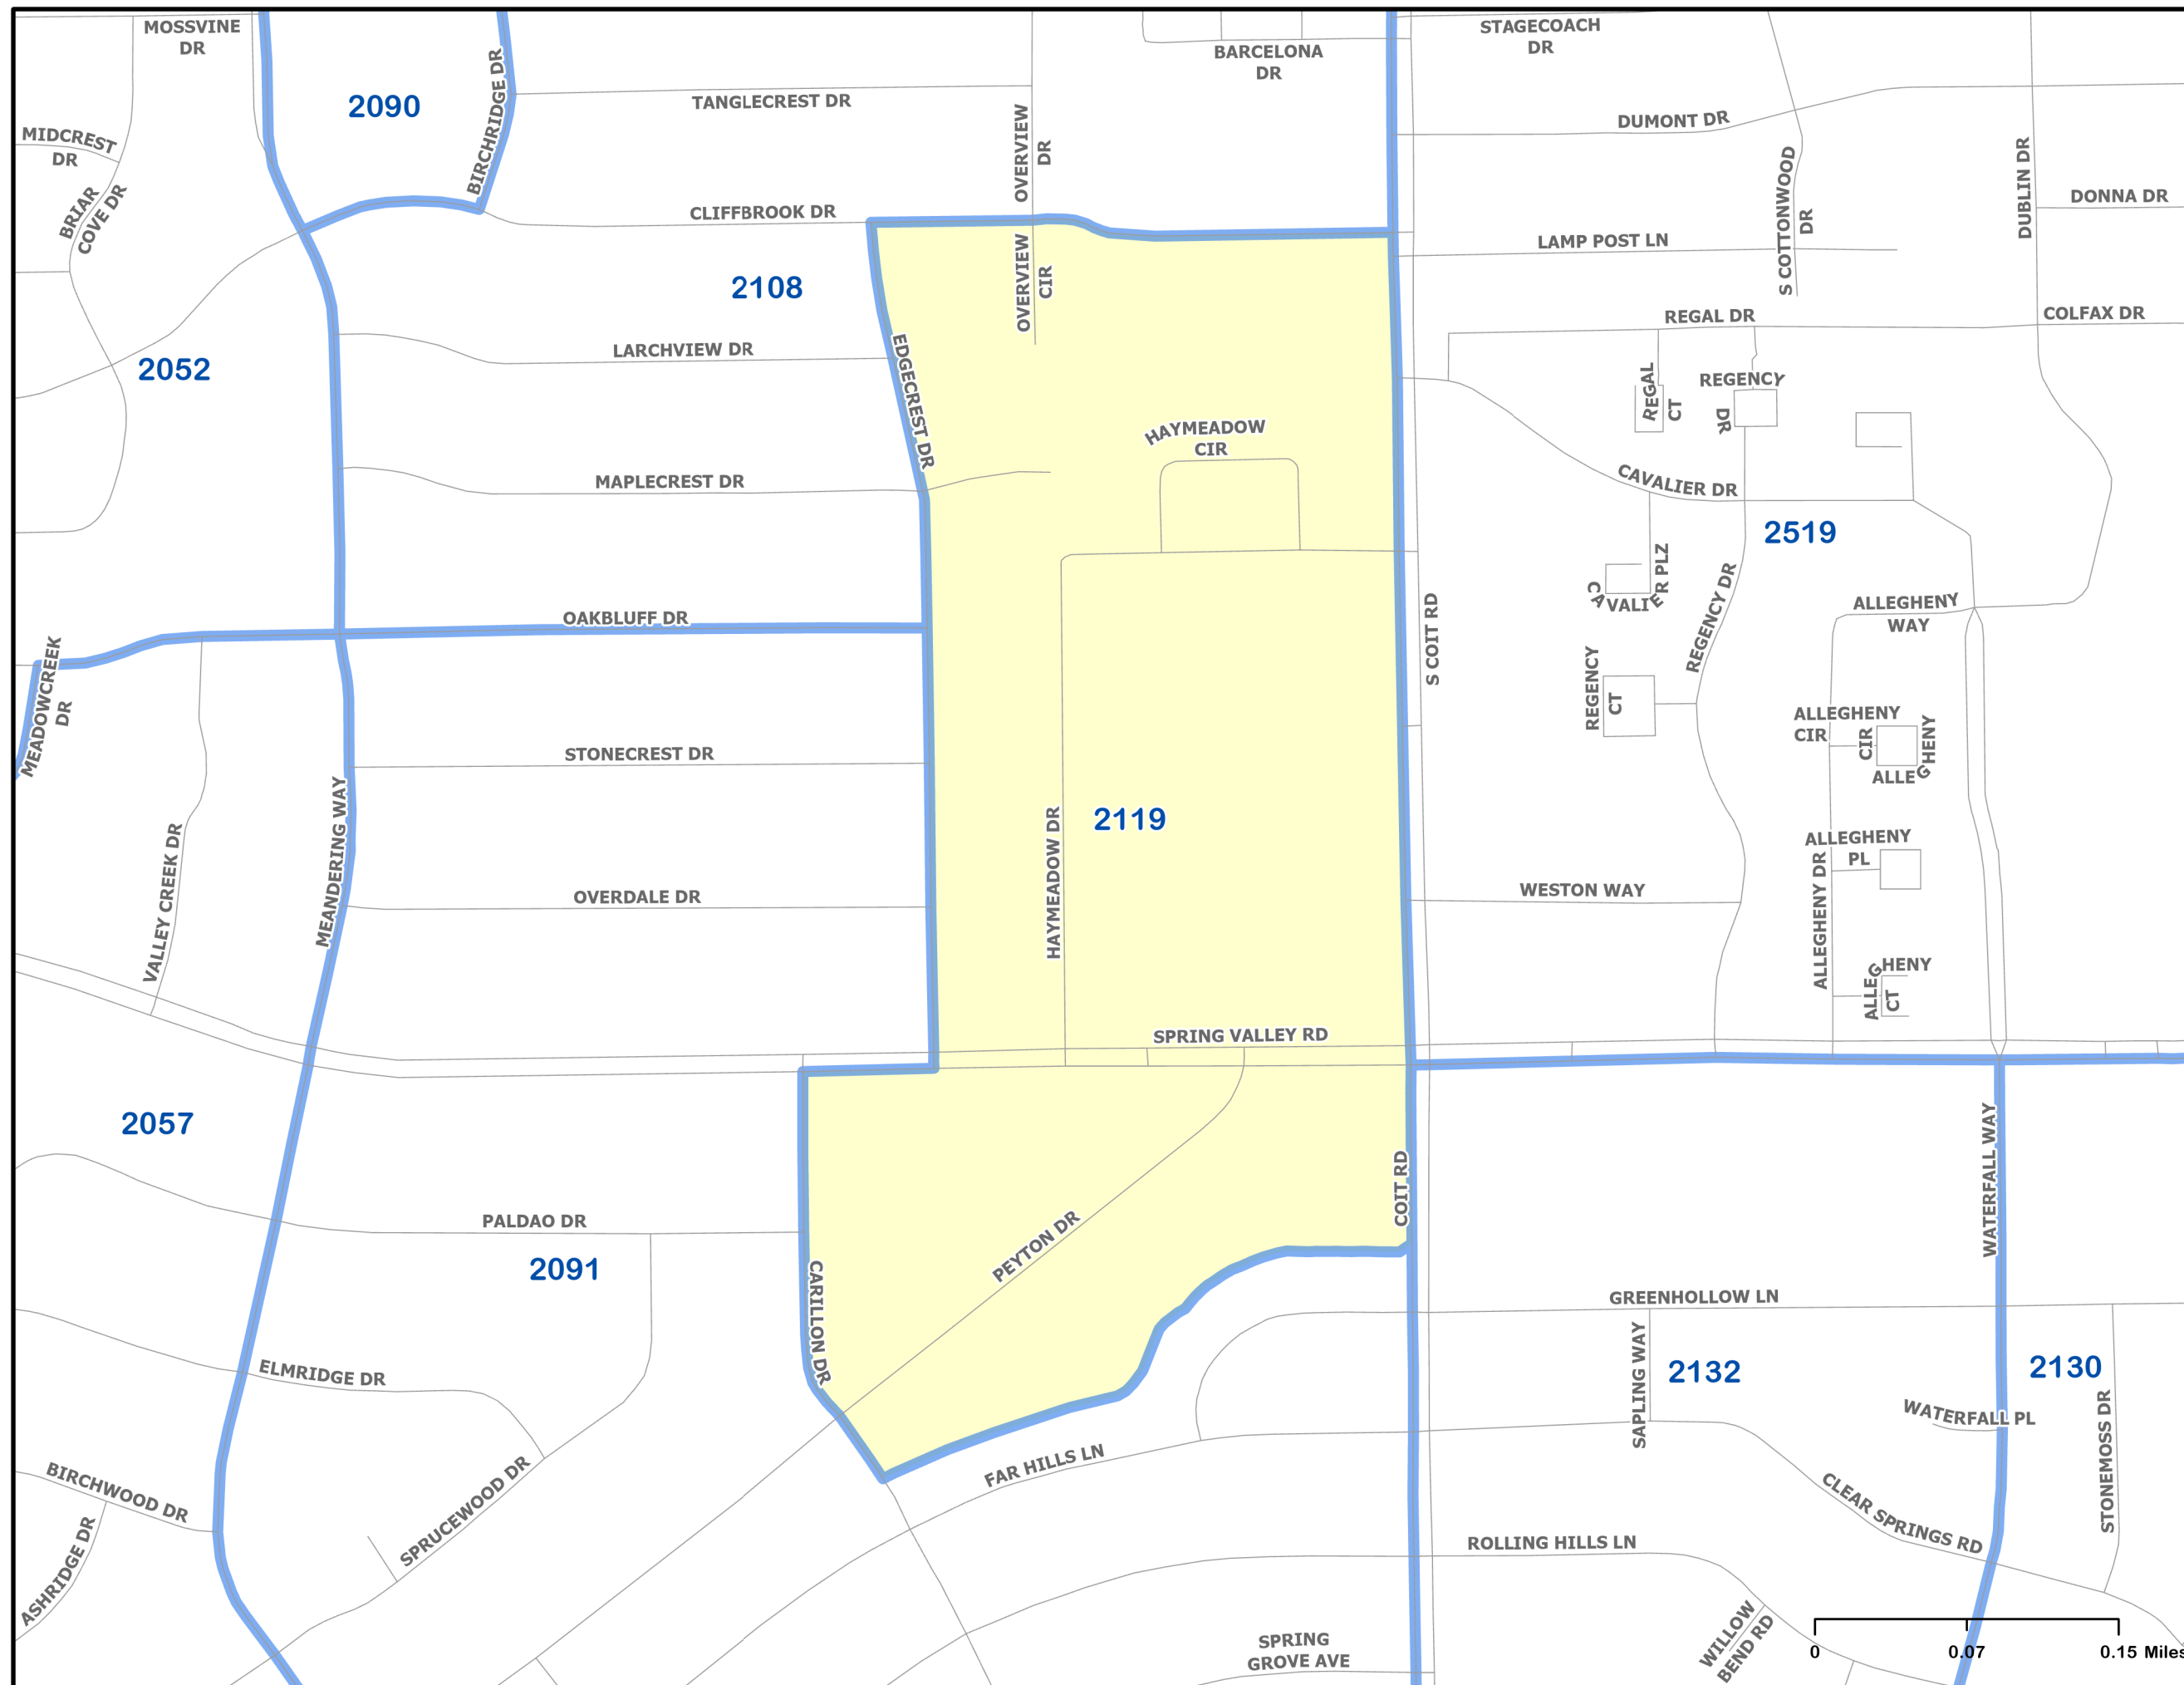 MOSSVINE
DR
STAGECOACH
DR
BARCELONA
DR
2090
BIRCHRIDGE DR
TANGLECREST DR
OVERVIEW
DR
DUMONT DR
MIDCREST
DR
S COTTONWOOD
DR
DUBLIN DR
DONNA DR
BRIAR
COVE DR
CLIFFBROOK DR
LAMP POST LN
OVERVIEW
CIR
2108
REGAL DR
COLFAX DR
LARCHVIEW DR
EDGECREST DR
2052
REGAL
CT
REGENCY
DR
HAYMEADOW
CIR
MAPLECREST DR
CAVALIER DR
2519
CAVALIER PLZ
REGENCY DR
ALLEGHENY
WAY
OAKBLUFF DR
S COIT RD
MEADOWCREEK
DR
REGENCY
CT
ALLEGHENY
CIR
ALLEGHENY
CIR
STONECREST DR
MEANDERING WAY
2119
HAYMEADOW DR
VALLEY CREEK DR
ALLEGHENY
PL
ALLEGHENY DR
OVERDALE DR
WESTON WAY
ALLEGHENY
CT
SPRING VALLEY RD
2057
WATERFALL WAY
COIT RD
PALDAO DR
PEYTON DR
2091
CARILLON DR
GREENHOLLOW LN
SAPLING WAY
2132
2130
ELMRIDGE DR
WATERFALL PL
STONEMOSS DR
FAR HILLS LN
BIRCHWOOD DR
SPRUCEWOOD DR
CLEAR SPRINGS RD
ASHRIDGE DR
ROLLING HILLS LN
WILLOW
BEND RD
SPRING
GROVE AVE
0
0.07
0.15 Miles